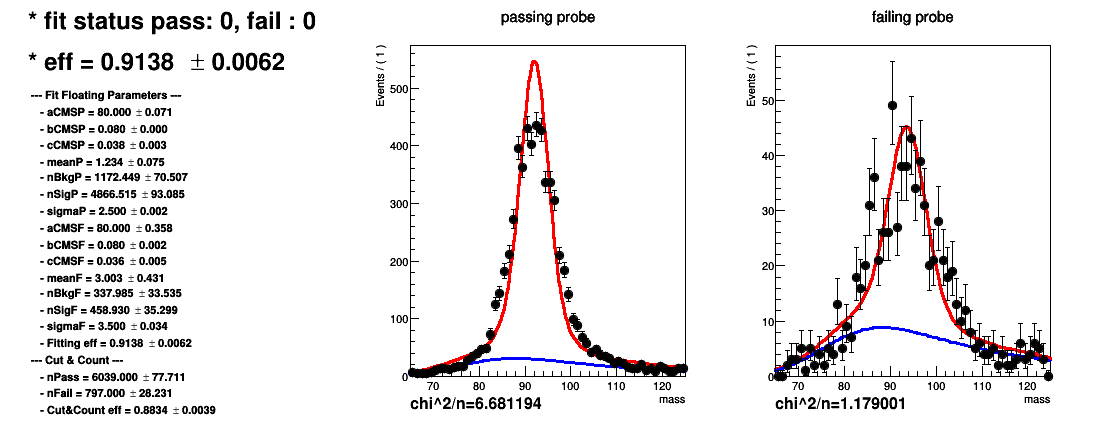 * fit status pass: 0, fail : 0
* eff = 0.9138 ± 0.0062
--- Fit Floating Parameters ---
- aCMSP = 80.000 ± 0.071
- bCMSP = 0.080 ± 0.000
- cCMSP = 0.038 ± 0.003
- meanP = 1.234 ± 0.075
- nBkgP = 1172.449 ± 70.507
- nSigP = 4866.515 ± 93.085
- sigmaP = 2.500 ± 0.002
- aCMSF = 80.000 ± 0.358
- bCMSF = 0.080 ± 0.002
- cCMSF = 0.036 ± 0.005
- meanF = 3.003 ± 0.431
- nBkgF = 337.985 ± 33.535
- nSigF = 458.930 ± 35.299
- sigmaF = 3.500 ± 0.034
- Fitting eff = 0.9138 ± 0.0062
--- Cut & Count ---
- nPass = 6039.000 ± 77.711
- nFail = 797.000 ± 28.231
- Cut&Count eff = 0.8834 ± 0.0039
passing probe
Events / ( 1 )
500
400
300
200
100
0
70 80 90 100 110 120
mass
chi^2/n=6.681194
failing probe
Events / ( 1 )
50
40
30
20
10
0
70 80 90 100 110 120
mass
chi^2/n=1.179001